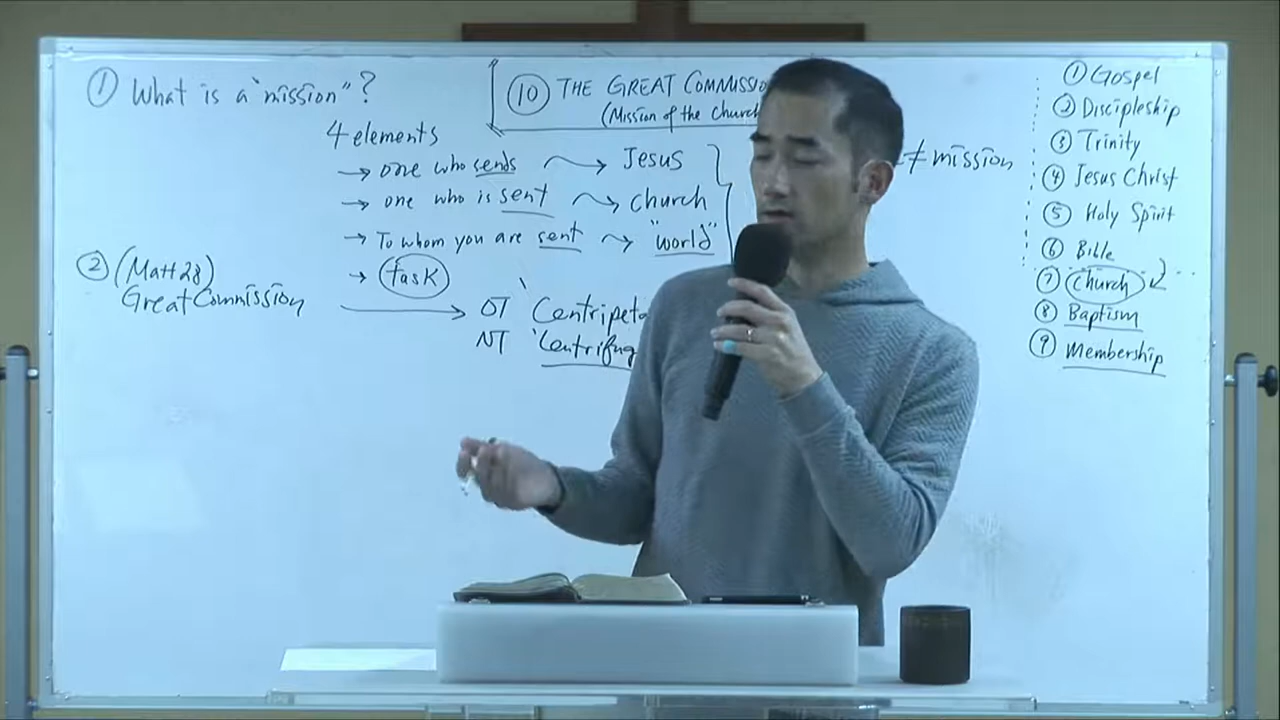 ① What is a "mission"?
4 elements
→ one who sends → Jesus
→ one who is sent → church
→ To whom you are sent → "world"
→ task
② (Matt 28)
Great Commission → OT 'Centripeta
NT 'Centrifug
⑩ THE GREAT COMMISSIO
(Mission of the Church
≠ mission
① Gospel
② Discipleship
③ Trinity
④ Jesus Christ
⑤ Holy Spirit
⑥ Bible
⑦ Church
⑧ Baptism
⑨ Membership